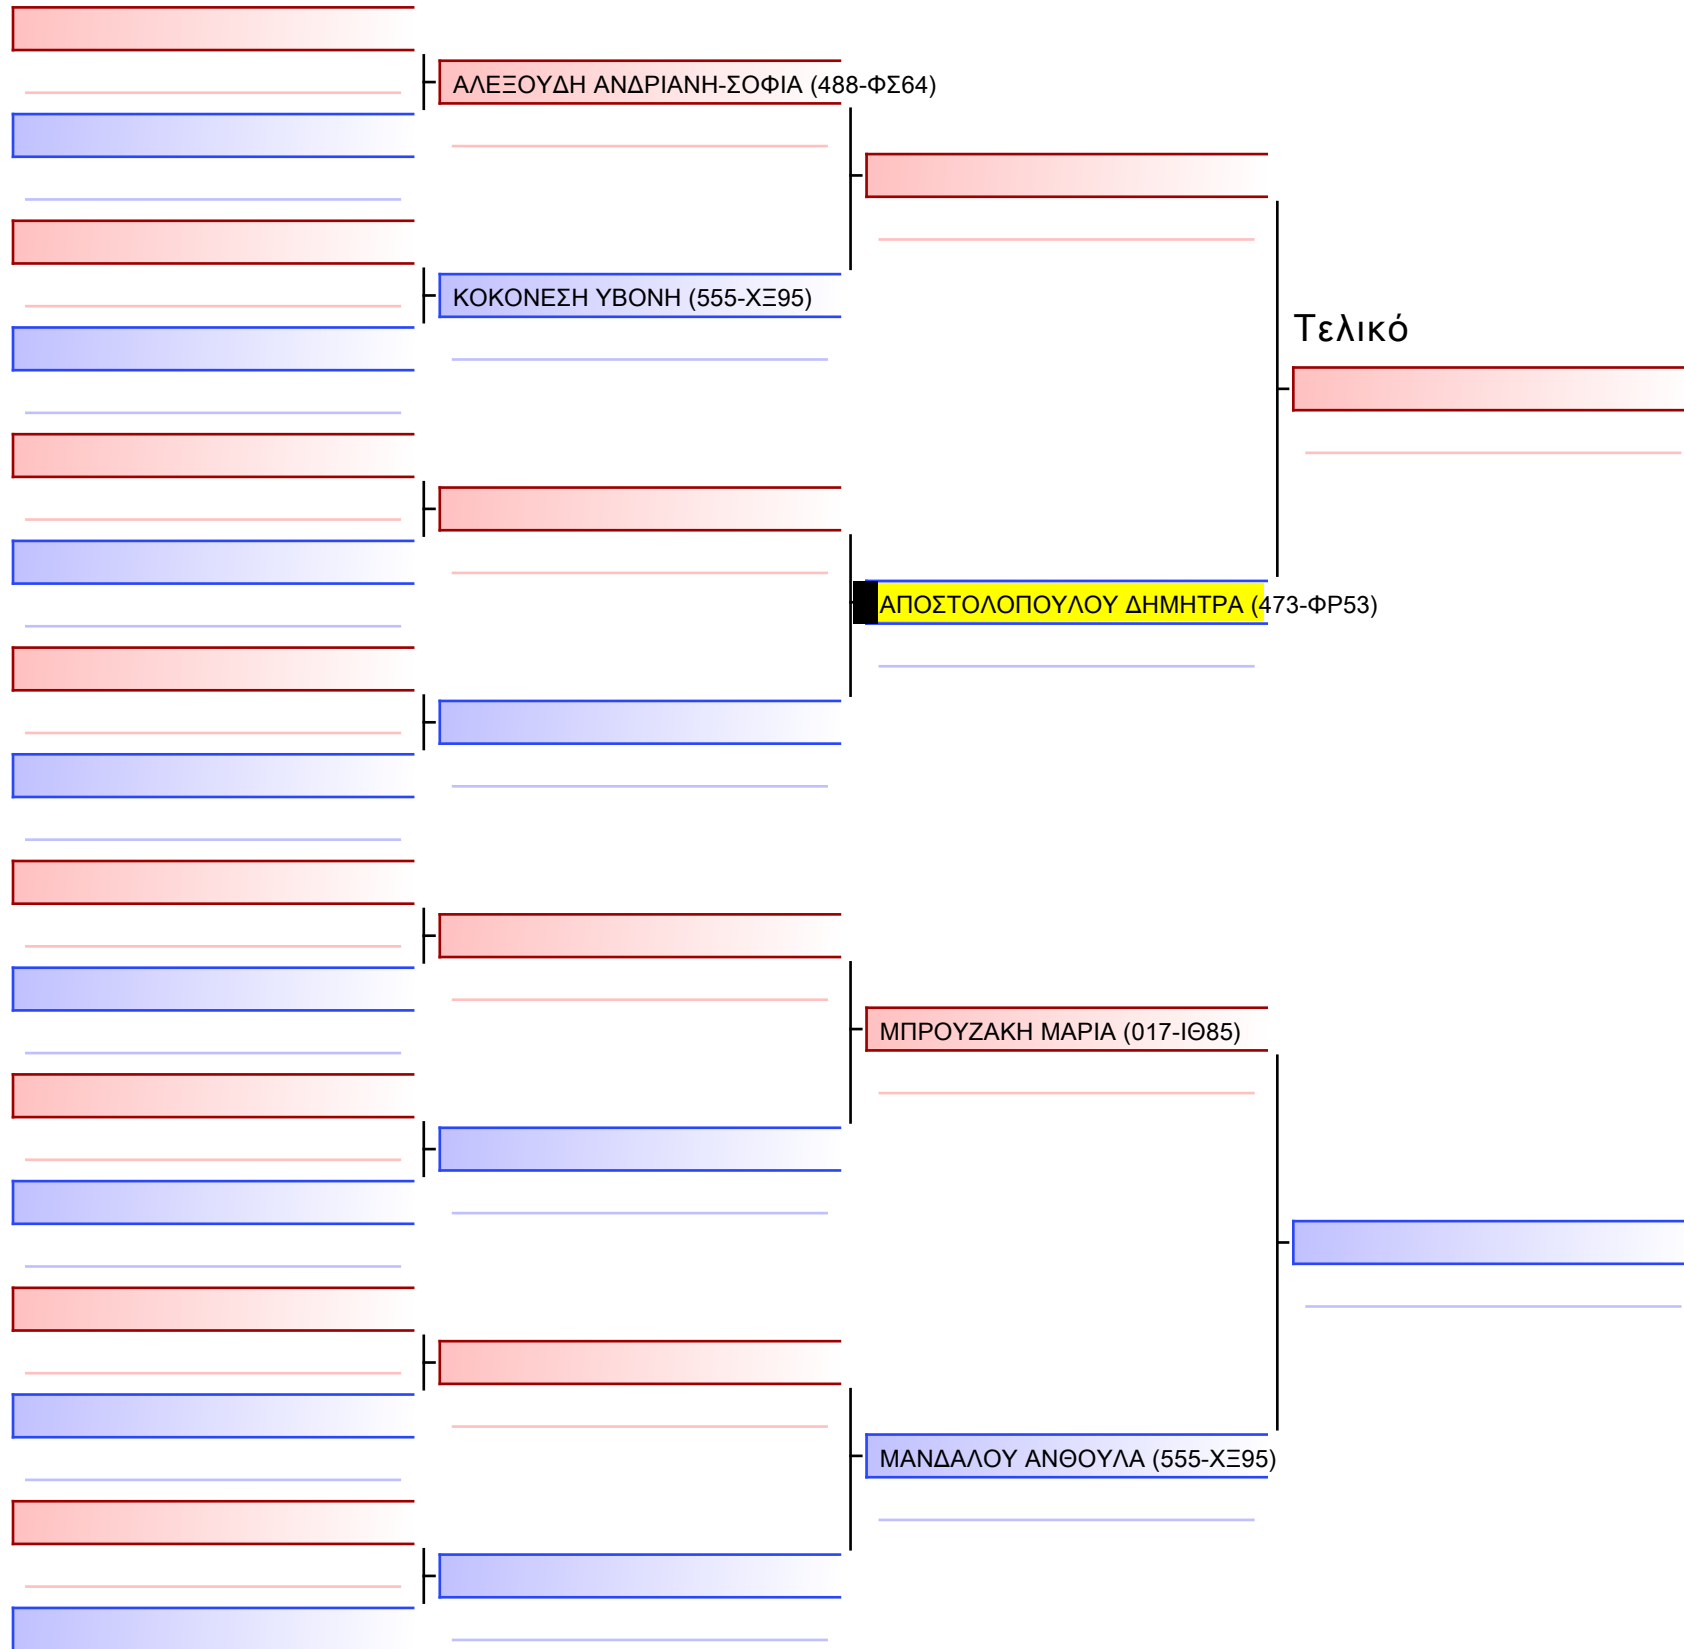 ΑΛΕΞΟΥΔΗ ΑΝΔΡΙΑΝΗ-ΣΟΦΙΑ (488-ΦΣ64)
ΚΟΚΟΝΕΣΗ ΥΒΟΝΗ (555-ΧΞ95)
Τελικό
ΑΠΟΣΤΟΛΟΠΟΥΛΟΥ ΔΗΜΗΤΡΑ (473-ΦΡ53)
ΜΠΡΟΥΖΑΚΗ ΜΑΡΙΑ (017-ΙΘ85)
ΜΑΝΔΑΛΟΥ ΑΝΘΟΥΛΑ (555-ΧΞ95)